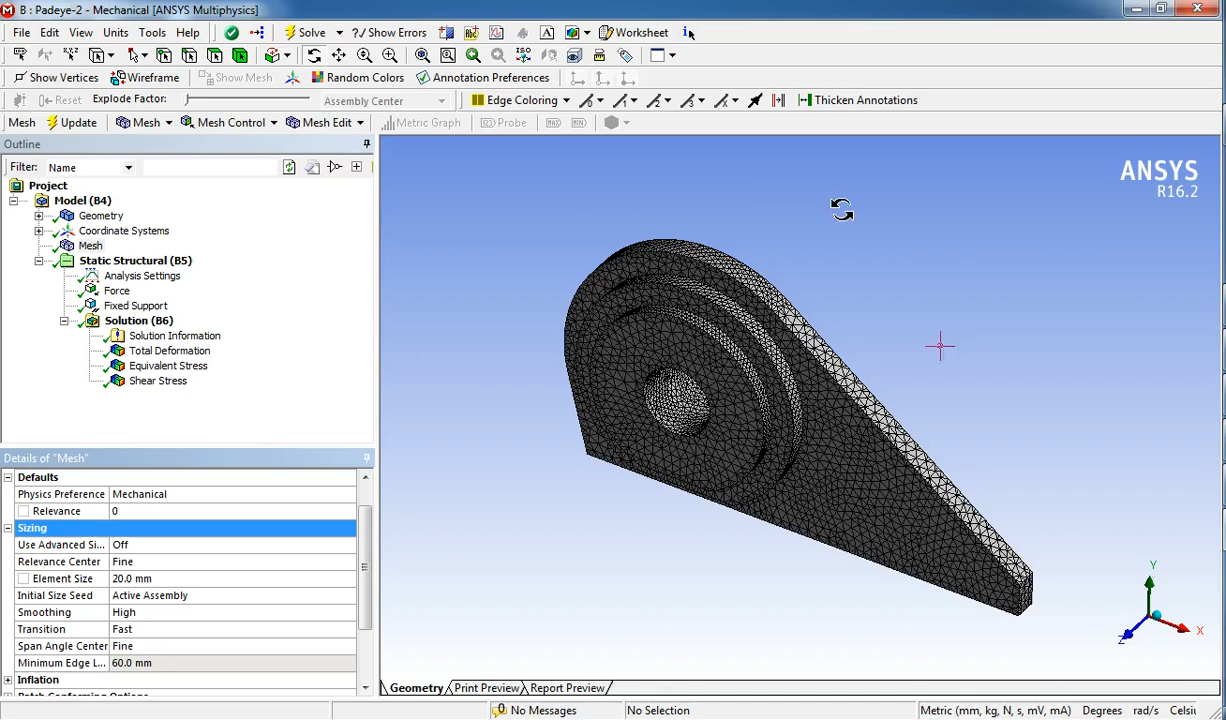 B : Padeye-2 - Mechanical [ANSYS Multiphysics]
File Edit View Units Tools Help Solve ?/ Show Errors Worksheet
Show Vertices Wireframe Show Mesh Random Colors Annotation Preferences
Reset Explode Factor: Assembly Center Edge Coloring Thicken Annotations
Mesh Update Mesh Mesh Control Mesh Edit Metric Graph Probe MAX MIN
Outline
Filter: Name
Project
Model (B4)
Geometry
Coordinate Systems
Mesh
Static Structural (B5)
Analysis Settings
Force
Fixed Support
Solution (B6)
Solution Information
Total Deformation
Equivalent Stress
Shear Stress
ANSYS
R16.2
Details of "Mesh"
Defaults
Physics Preference Mechanical
Relevance 0
Sizing
Use Advanced Si... Off
Relevance Center Fine
Element Size 20.0 mm
Initial Size Seed Active Assembly
Smoothing High
Transition Fast
Span Angle Center Fine
Minimum Edge L... 60.0 mm
Inflation
Patch Conforming Options
Y
X
Z
Geometry Print Preview Report Preview
No Messages No Selection Metric (mm, kg, N, s, mV, mA) Degrees rad/s Celsiu